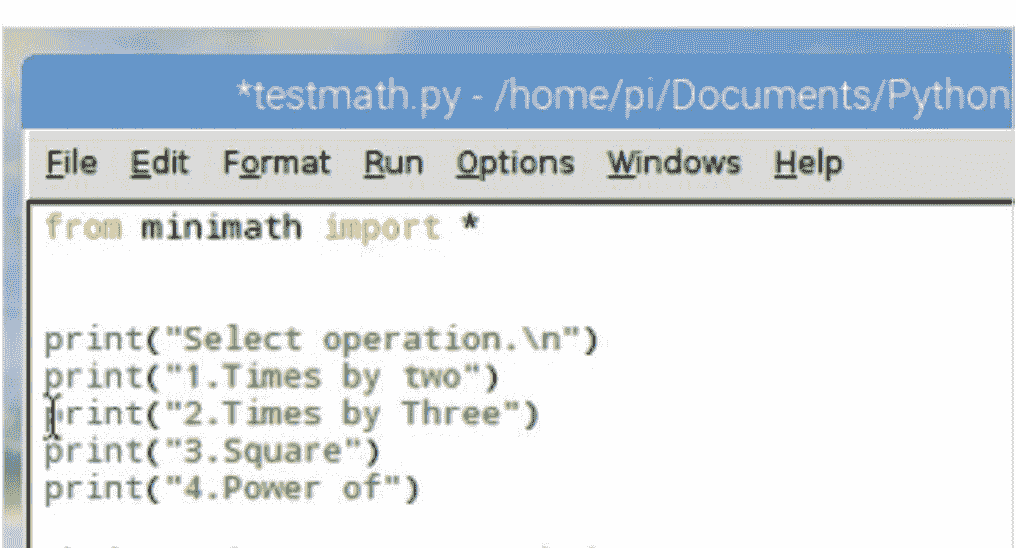 *testmath.py - /home/pi/Documents/Python
File Edit Format Run Options Windows Help
from minimath import *
print("Select operation.\n")
print("1.Times by two")
print("2.Times by Three")
print("3.Square")
print("4.Power of")